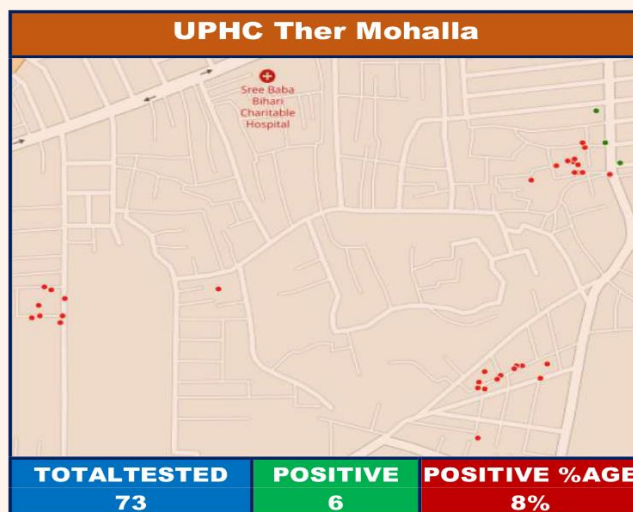 UPHC Ther Mohalla
Sree Baba
Bihari
Charitable
Hospital
TOTALTESTED
POSITIVE
POSITIVE %AGE
73
6
8%